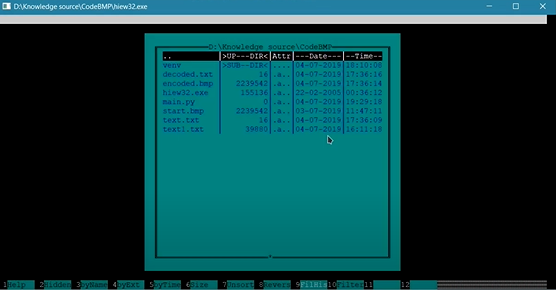 D:\Knowledge source\CodeBMP\hiew32.exe
D:\Knowledge source\CodeBMP
.. >UP---DIR< Attr ---Date--- --Time--
venv >SUB--DIR< .... 04-07-2019 18:10:08
decoded.txt 16 .a.. 04-07-2019 17:36:16
encoded.bmp 2239542 .a.. 04-07-2019 17:36:14
hiew32.exe 155136 .a.. 22-02-2005 00:36:12
main.py 0 .a.. 04-07-2019 19:29:18
start.bmp 2239542 .a.. 03-07-2019 11:47:11
text.txt 16 .a.. 04-07-2019 17:36:09
text1.txt 39880 .a.. 04-07-2019 16:11:18
1Help 2Hidden 3byName 4byExt 5byTime 6Size 7Unsort 8Revers 9FilHis 10Filter 11 12